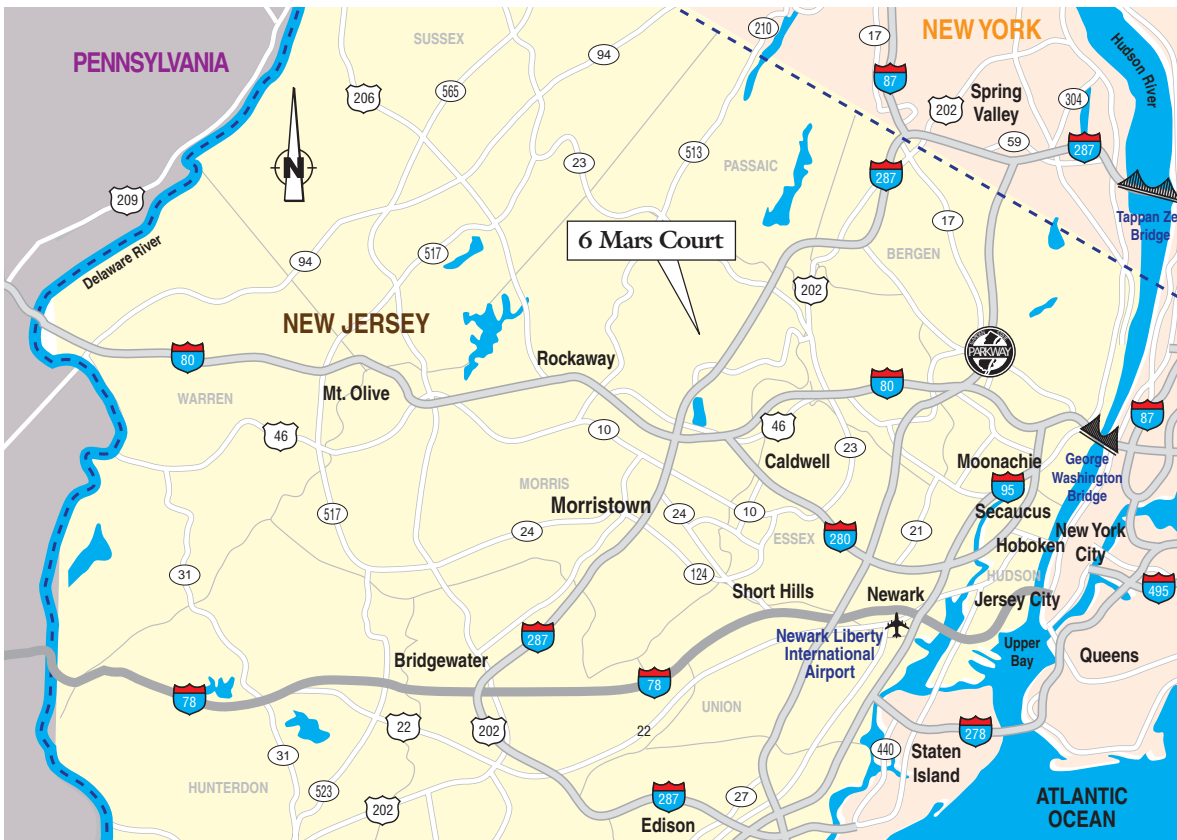 210
17
NEW YORK
SUSSEX
94
PENNSYLVANIA
87
Hudson River
206
565
202
Spring
Valley
304
N
513
59
287
23
PASSAIC
287
209
Tappan Ze
Bridge
6 Mars Court
17
Delaware River
94
517
BERGEN
202
NEW JERSEY
PARKWAY
80
Rockaway
80
Mt. Olive
WARREN
87
46
10
46
23
Caldwell
Moonachie
George
Washington
Bridge
MORRIS
95
Morristown
Secaucus
517
24
24
10
ESSEX
280
21
Hoboken
New York
City
31
124
HUDSON
495
Short Hills
Newark
Jersey City
287
Newark Liberty
International
Airport
Upper
Bay
Queens
Bridgewater
78
78
UNION
22
202
22
278
31
440
Staten
Island
HUNTERDON
523
202
287
27
Edison
ATLANTIC
OCEAN